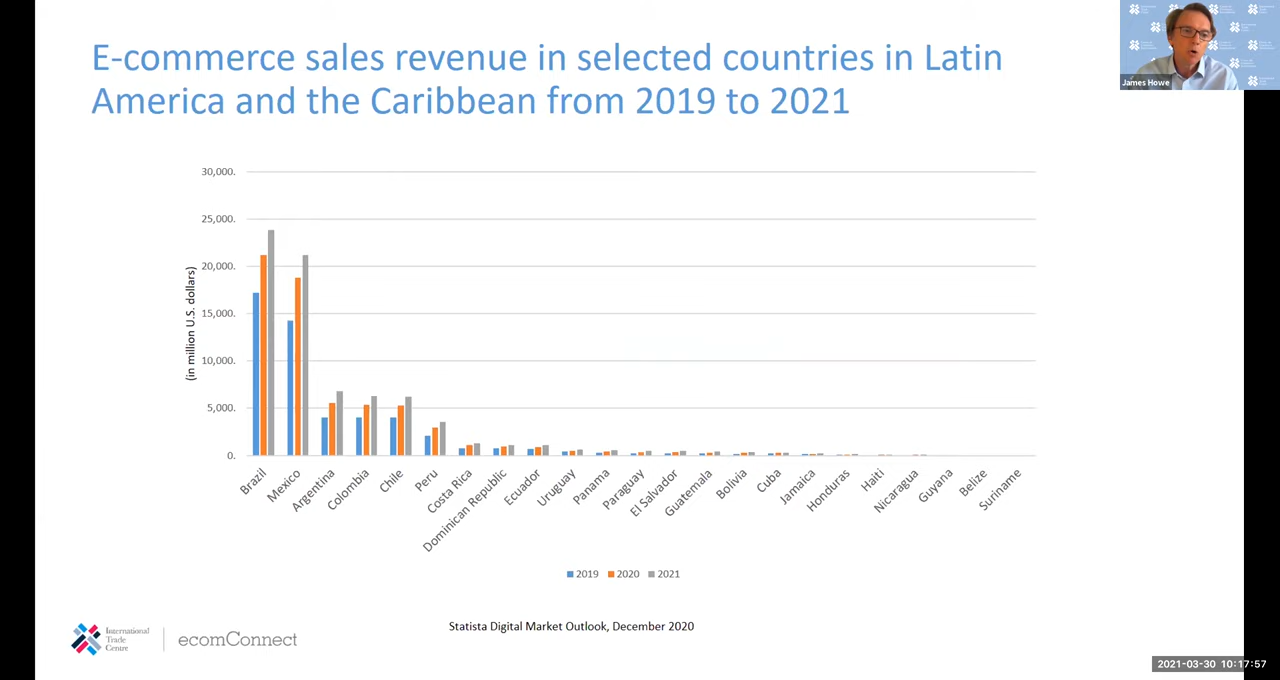 E-commerce sales revenue in selected countries in Latin
America and the Caribbean from 2019 to 2021
James Howe
(in million U.S. dollars)
30,000.
25,000.
20,000.
15,000.
10,000.
5,000.
0.
Brazil
Mexico
Argentina
Colombia
Chile
Peru
Costa Rica
Dominican Republic
Ecuador
Uruguay
Panama
Paraguay
El Salvador
Guatemala
Bolivia
Cuba
Jamaica
Honduras
Haiti
Nicaragua
Guyana
Belize
Suriname
2019 2020 2021
Statista Digital Market Outlook, December 2020
International
Trade
Centre
ecomConnect
2021-03-30 10:17:57